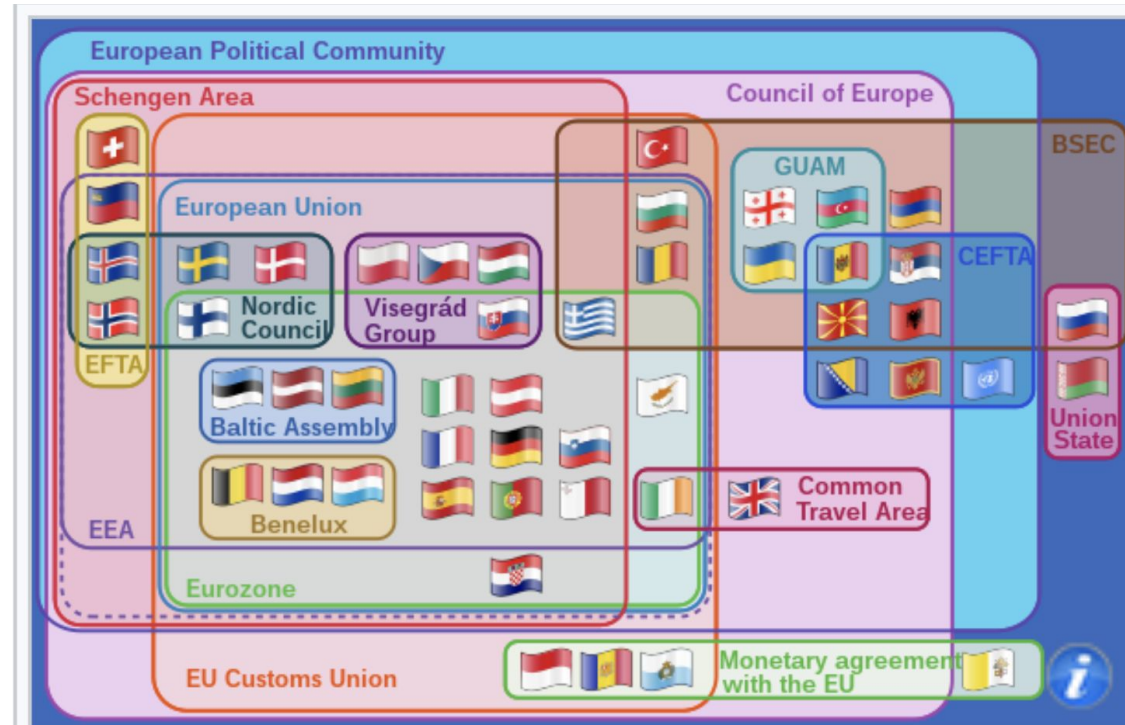 European Political Community
Schengen Area
Council of Europe
BSEC
GUAM
European Union
CEFTA
Nordic
Council
Visegrád
Group
EFTA
Baltic Assembly
Union
State
Common
Travel Area
Benelux
EEA
Eurozone
Monetary agreement
with the EU
EU Customs Union
i